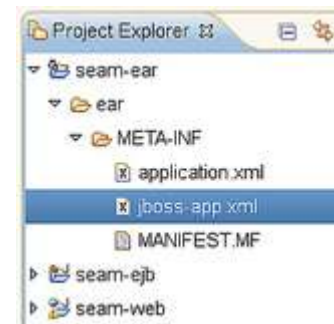 Project Explorer
seam-ear
ear
META-INF
application.xml
jboss-app.xml
MANIFEST.MF
seam-ejb
seam-web